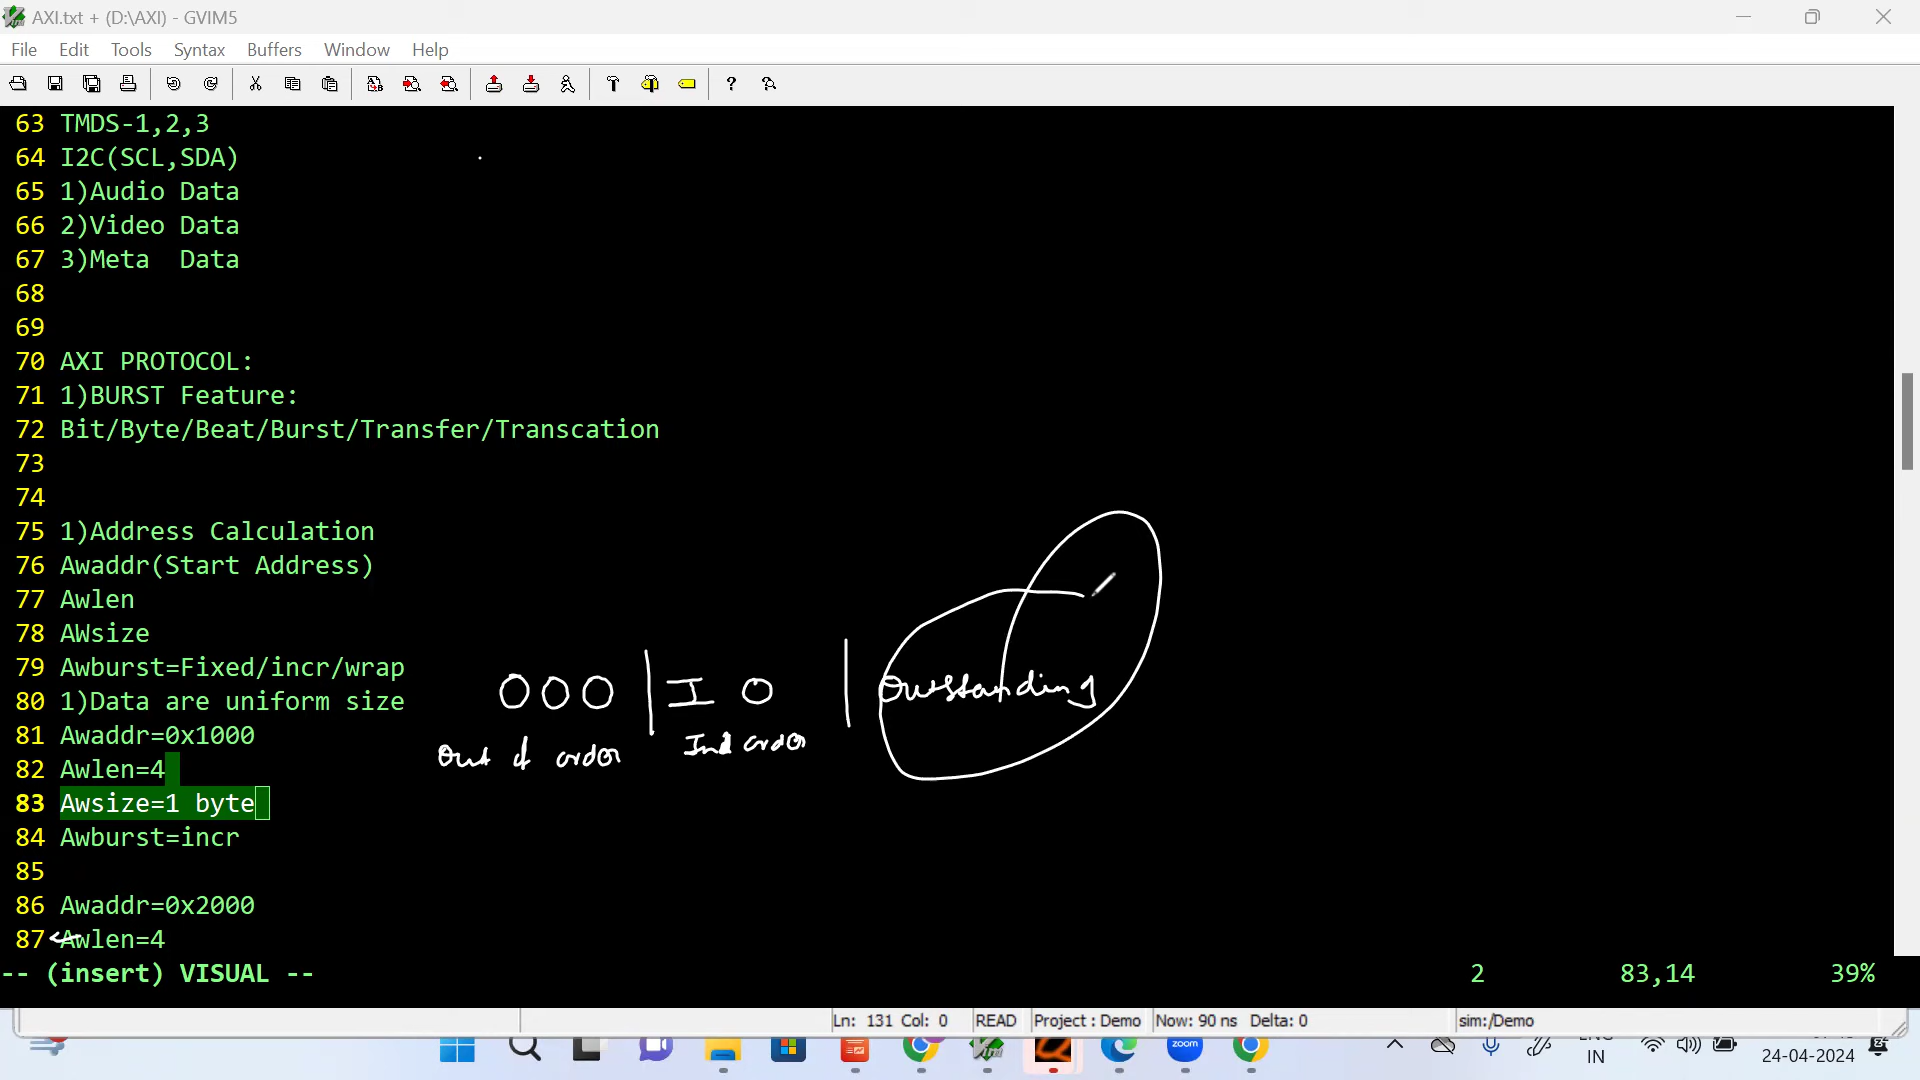 AXI.txt + (D:\AXI) - GVIM5
File Edit Tools Syntax Buffers Window Help
63 TMDS-1,2,3
64 I2C(SCL,SDA)
65 1)Audio Data
66 2)Video Data
67 3)Meta  Data
68
69
70 AXI PROTOCOL:
71 1)BURST Feature:
72 Bit/Byte/Beat/Burst/Transfer/Transcation
73
74
75 1)Address Calculation
76 Awaddr(Start Address)
77 Awlen
78 AWsize
79 Awburst=Fixed/incr/wrap
80 1)Data are uniform size
OOO | IO | Outstanding
81 Awaddr=0x1000
out of order Ind order
82 Awlen=4
83 Awsize=1 byte
84 Awburst=incr
85
86 Awaddr=0x2000
87 Awlen=4
-- (insert) VISUAL -- 2 83,14 39%
Ln: 131 Col: 0 READ Project : Demo Now: 90 ns Delta: 0 sim:/Demo
zoom
IN
24-04-2024